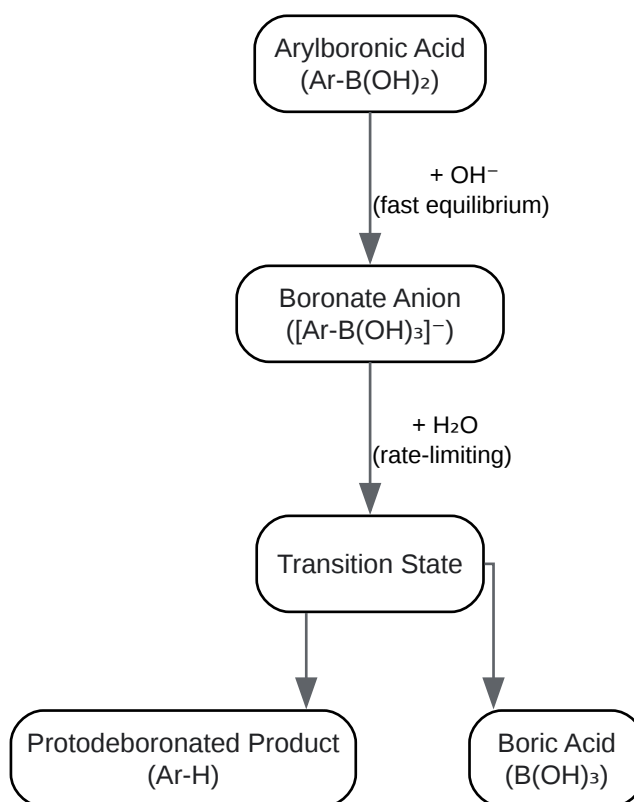 Arylboronic Acid
(Ar-B(OH)₂)
+ OH⁻
(fast equilibrium)
Boronate Anion
([Ar-B(OH)₃]⁻)
+ H₂O
(rate-limiting)
Transition State
Protodeboronated Product
(Ar-H)
Boric Acid
(B(OH)₃)